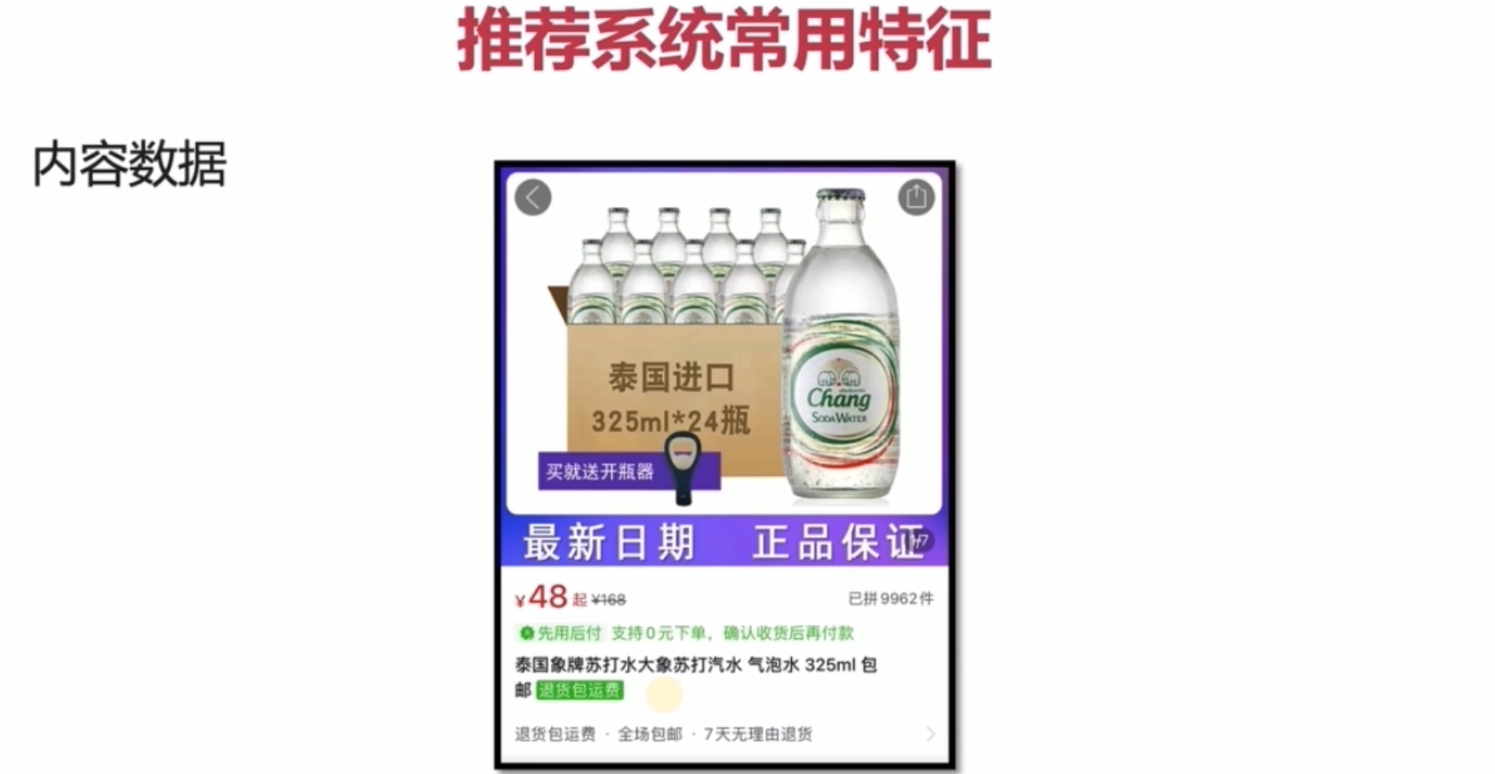 推荐系统常用特征
内容数据
泰国进口
325ml*24瓶
Chang
SODA WATER
买就送开瓶器
最新日期 正品保证
¥48起 ¥168 已拼9962件
先用后付 支持0元下单，确认收货后再付款
泰国象牌苏打水大象苏打汽水 气泡水 325ml 包
邮 退货包运费
退货包运费 · 全场包邮 · 7天无理由退货